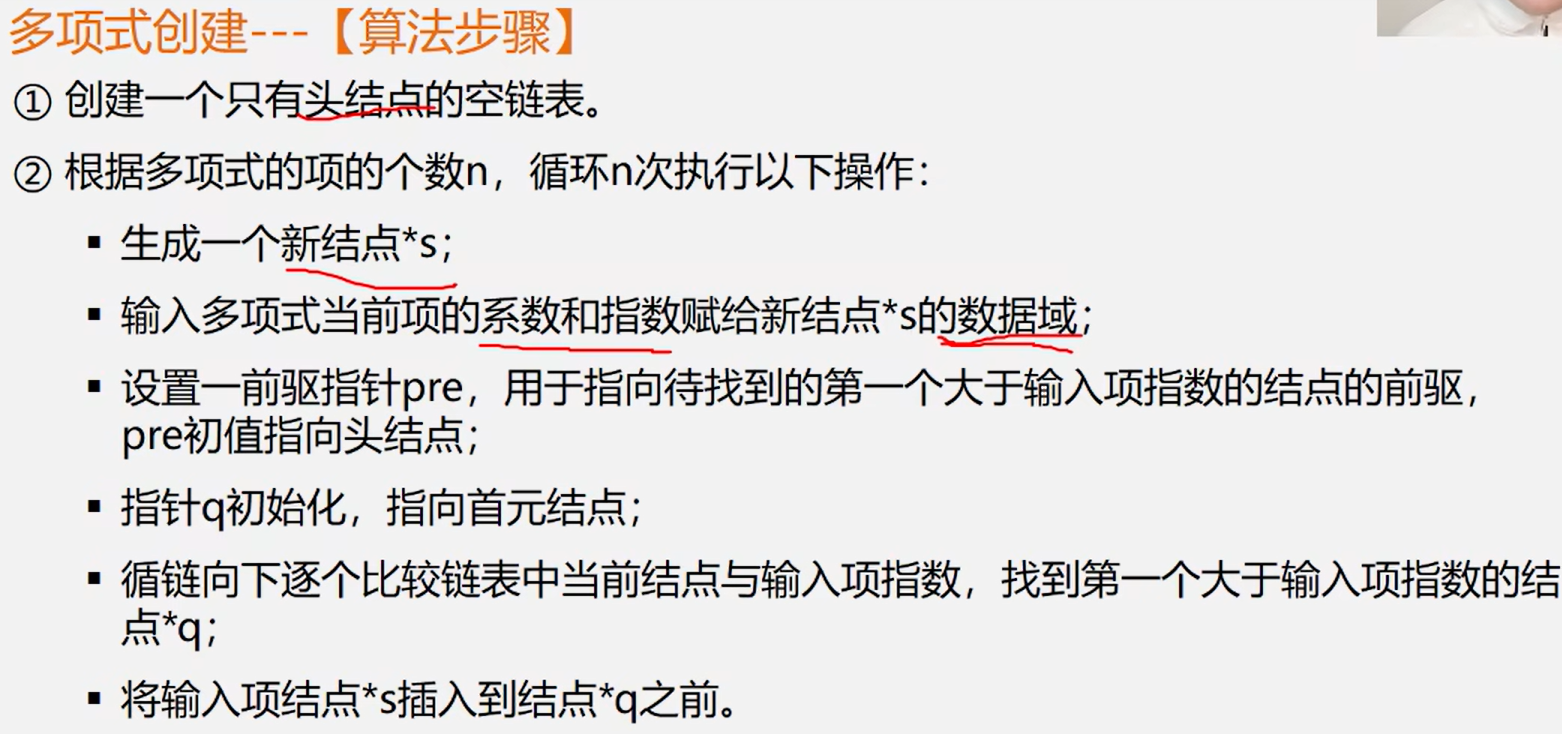 多项式创建---【算法步骤】
① 创建一个只有头结点的空链表。
② 根据多项式的项的个数n，循环n次执行以下操作：
▪ 生成一个新结点*s；
▪ 输入多项式当前项的系数和指数赋给新结点*s的数据域；
▪ 设置一前驱指针pre，用于指向待找到的第一个大于输入项指数的结点的前驱，
pre初值指向头结点；
▪ 指针q初始化，指向首元结点；
▪ 循链向下逐个比较链表中当前结点与输入项指数，找到第一个大于输入项指数的结
点*q；
▪ 将输入项结点*s插入到结点*q之前。